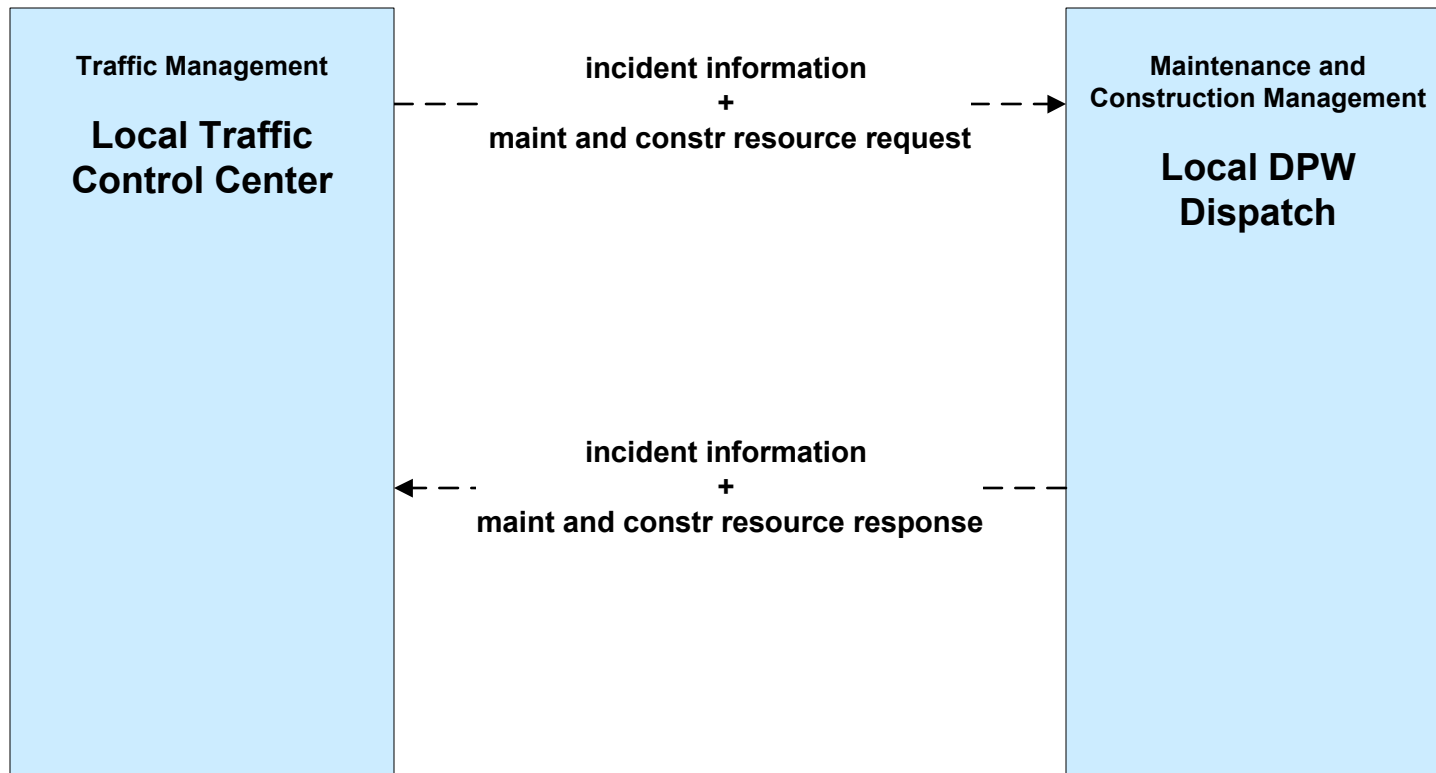 Traffic Management
Local Traffic
Control Center
incident information
+
maint and constr resource request
Maintenance and
Construction Management
Local DPW
Dispatch
incident information
+
maint and constr resource response